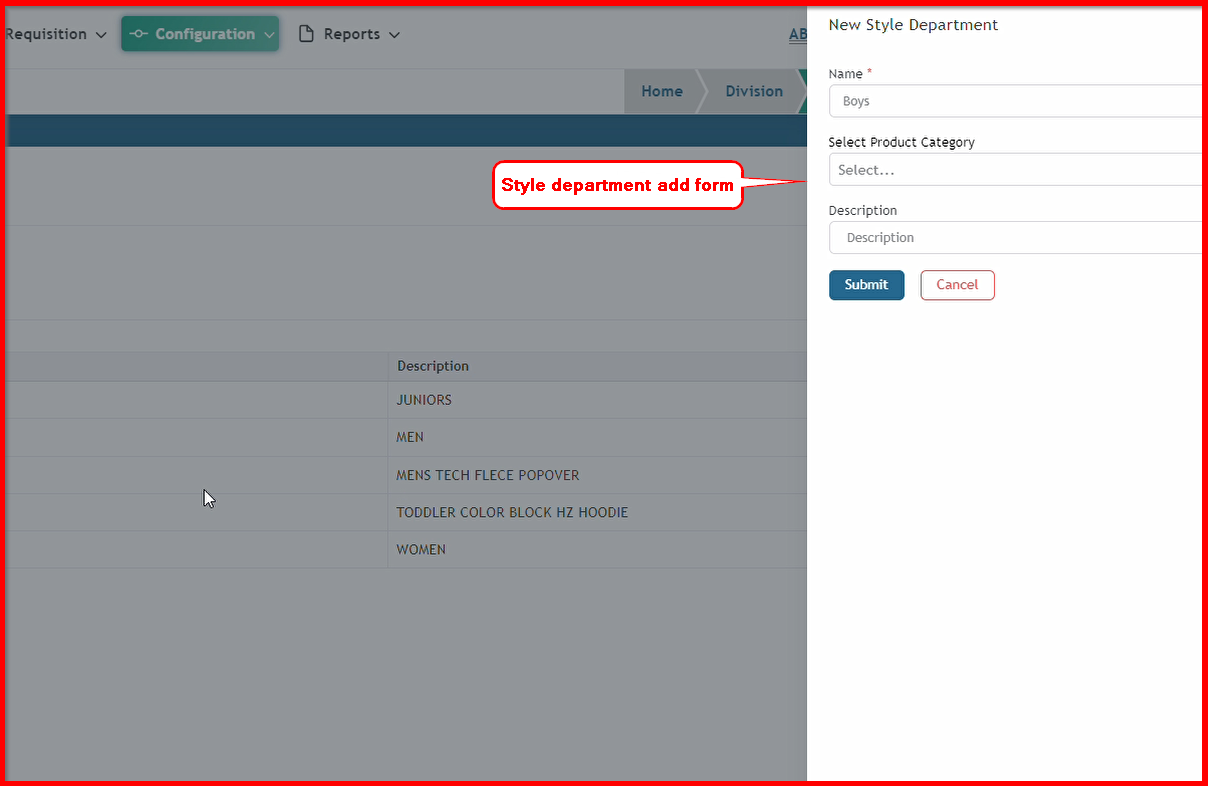 Requisition
Configuration
Reports
AB
Home
Division
New Style Department
Name *
Boys
Select Product Category
Select...
Style department add form
Description
Description
Submit
Cancel
Description
JUNIORS
MEN
MENS TECH FLECE POPOVER
TODDLER COLOR BLOCK HZ HOODIE
WOMEN